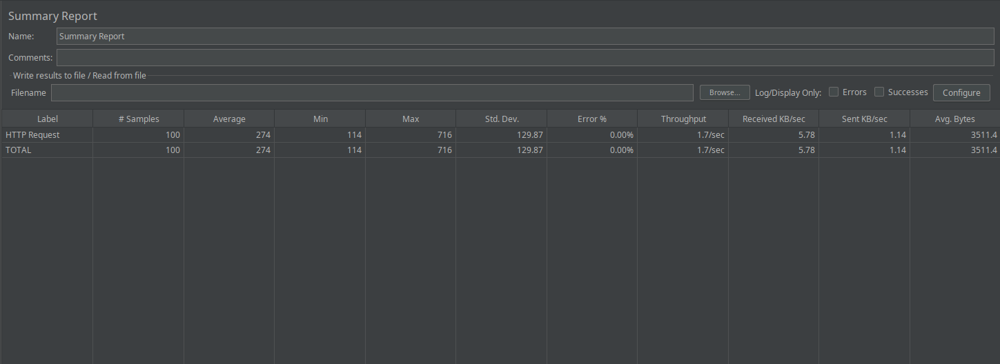 Summary Report
Name: Summary Report
Comments:
Write results to file / Read from file
Filename Browse... Log/Display Only: Errors Successes Configure
Label # Samples Average Min Max Std. Dev. Error % Throughput Received KB/sec Sent KB/sec Avg. Bytes
HTTP Request 100 274 114 716 129.87 0.00% 1.7/sec 5.78 1.14 3511.4
TOTAL 100 274 114 716 129.87 0.00% 1.7/sec 5.78 1.14 3511.4